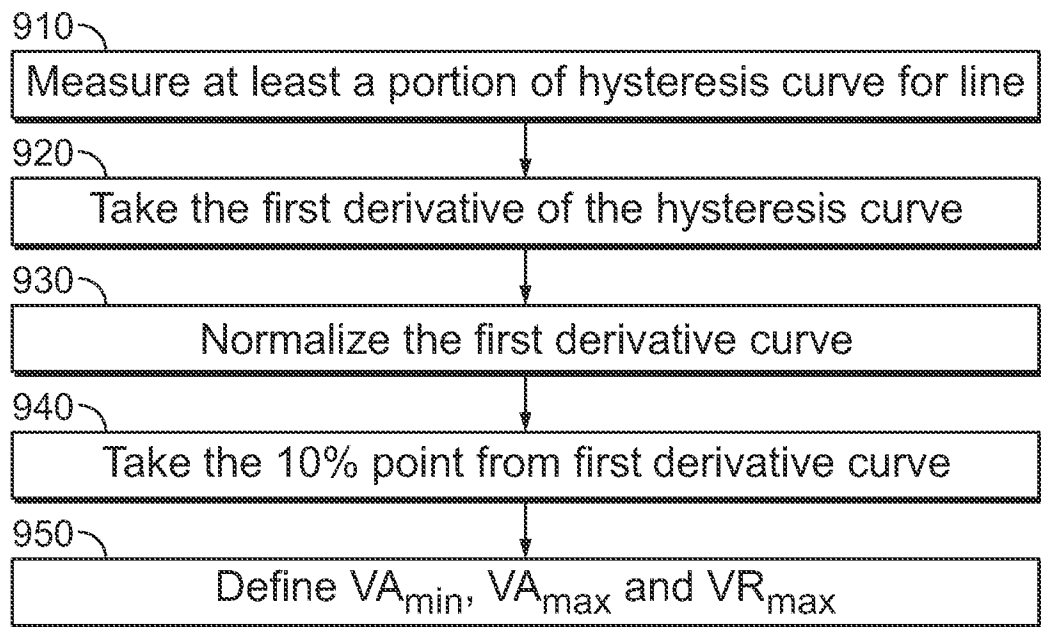 910
Measure at least a portion of hysteresis curve for line
920
Take the first derivative of the hysteresis curve
930
Normalize the first derivative curve
940
Take the 10% point from first derivative curve
950
Define VAmin, VAmax and VRmax